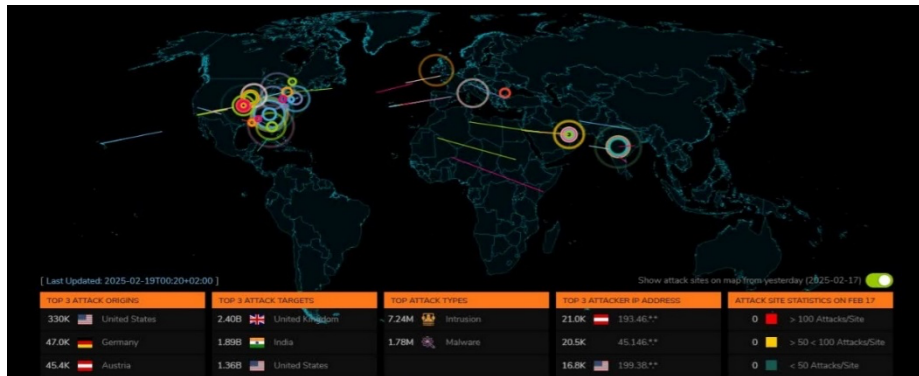 [ Last Updated: 2025-02-19T00:20+02:00 ]
Show attack sites on map from yesterday (2025-02-17)
TOP 3 ATTACK ORIGINS
330K United States
47.0K Germany
45.4K Austria
TOP 3 ATTACK TARGETS
2.40B United Kingdom
1.89B India
1.36B United States
TOP ATTACK TYPES
7.24M Intrusion
1.78M Malware
TOP 3 ATTACKER IP ADDRESS
21.0K 193.46.*.*
20.5K 45.146.*.*
16.8K 199.38.*.*
ATTACK SITE STATISTICS ON FEB 17
0 > 100 Attacks/Site
0 > 50 < 100 Attacks/Site
0 < 50 Attacks/Site